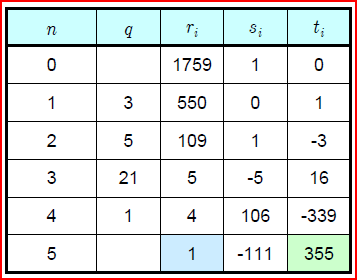 n q r_i s_i t_i
0 1759 1 0
1 3 550 0 1
2 5 109 1 -3
3 21 5 -5 16
4 1 4 106 -339
5 1 -111 355